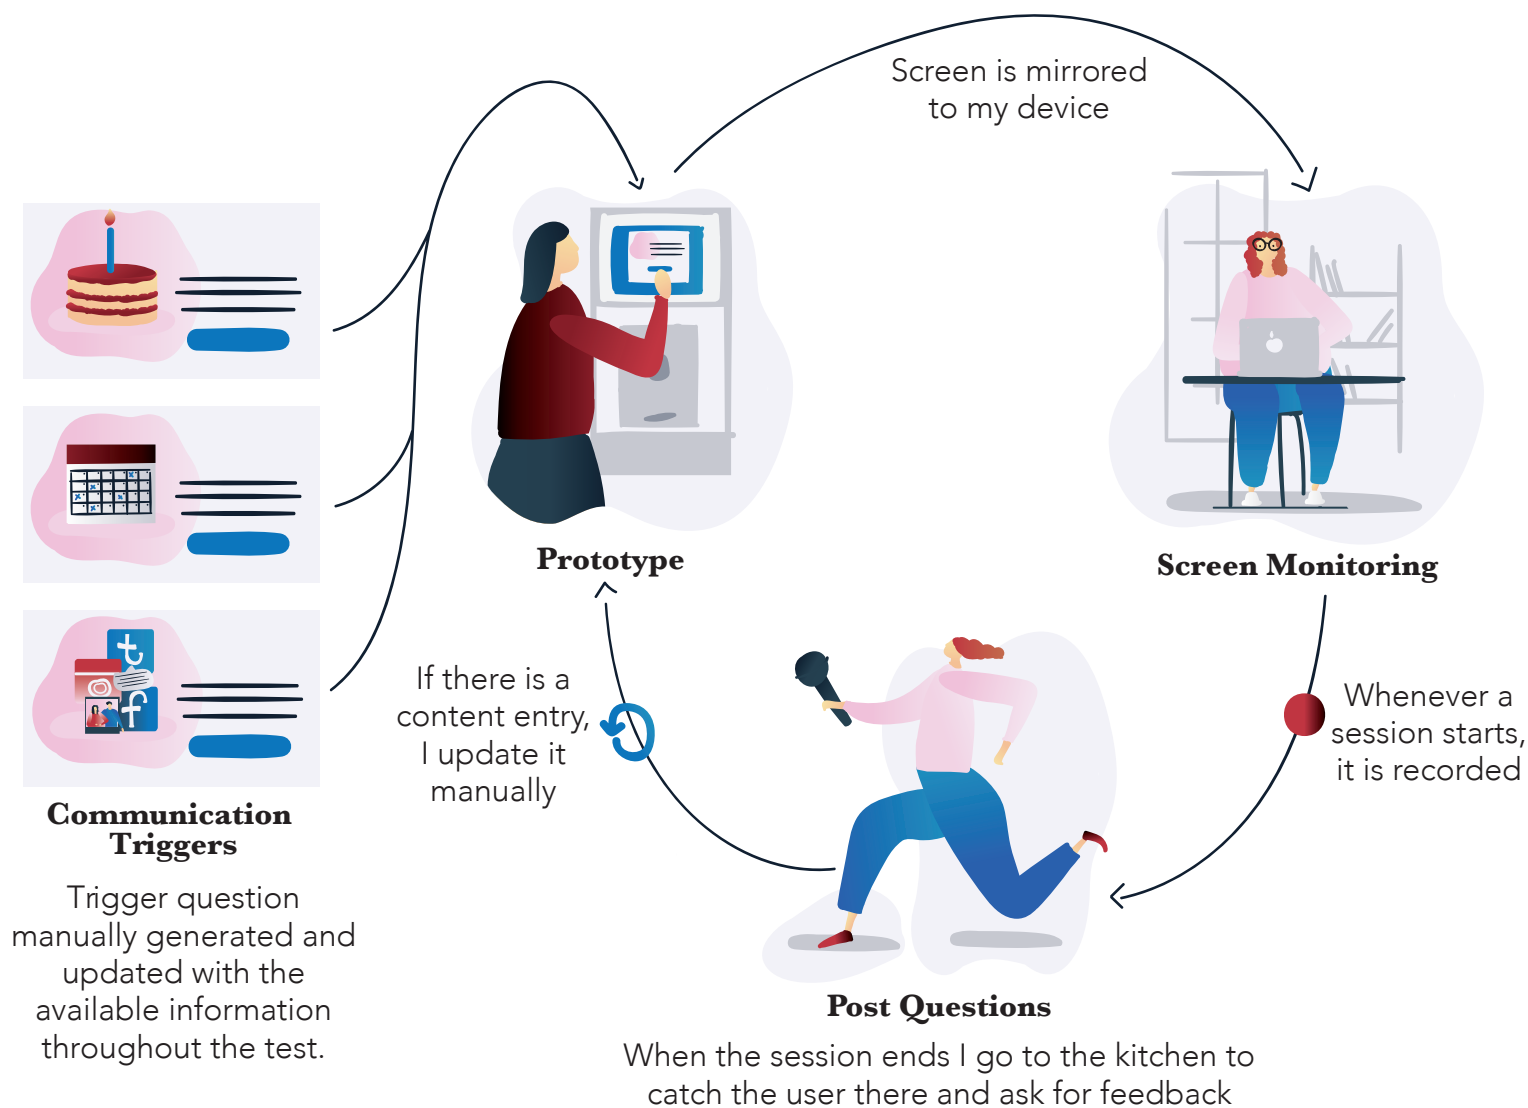 Screen is mirrored
to my device
Prototype
Screen Monitoring
t
f
If there is a
content entry,
I update it
manually
Whenever a
session starts,
it is recorded
Communication
Triggers
Trigger question
manually generated and
updated with the
available information
throughout the test.
Post Questions
When the session ends I go to the kitchen to
catch the user there and ask for feedback